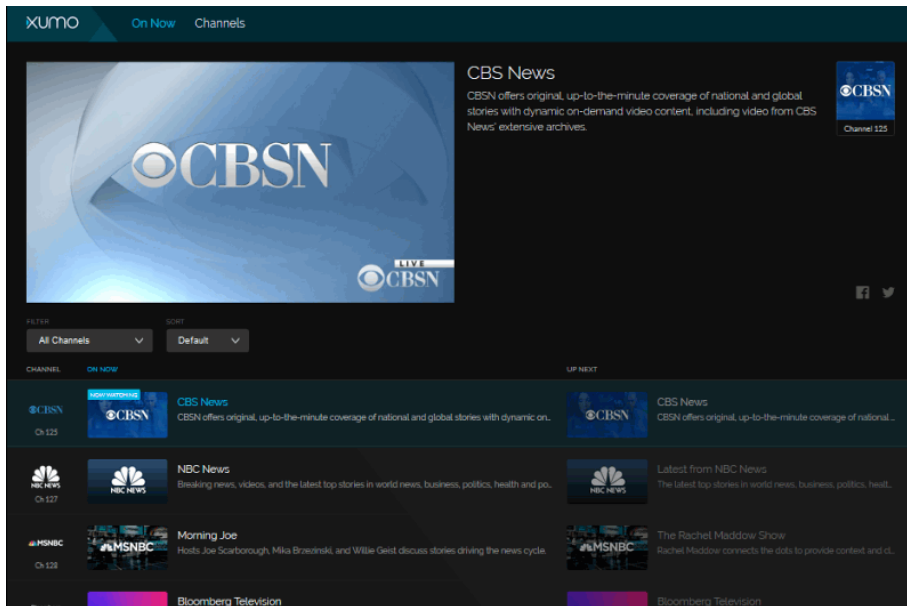 XUMO
On Now
Channels
CBSN
LIVE
CBSN
CBS News
CBSN offers original, up-to-the-minute coverage of national and global
stories with dynamic on-demand video content, including video from CBS
News' extensive archives.
CBSN
Channel 125
FILTER
SORT
All Channels
Default
CHANNEL
ON NOW
UP NEXT
CBSN
Ch 125
NOW WATCHING
CBSN
CBS News
CBSN offers original, up-to-the-minute coverage of national and global stories with dynamic on...
CBSN
CBS News
CBSN offers original, up-to-the-minute coverage of national ...
NBC NEWS
Ch 127
NBC NEWS
NBC News
Breaking news, videos, and the latest top stories in world news, business, politics, health and po...
NBC NEWS
Latest from NBC News
The latest top stories in world news, business, politics, healt...
MSNBC
Ch 128
MSNBC
Morning Joe
Hosts Joe Scarborough, Mika Brzezinski, and Willie Geist discuss stories driving the news cycle.
MSNBC
The Rachel Maddow Show
Rachel Maddow connects the dots to provide context and cl...
Bloomberg Television
Bloomberg Television